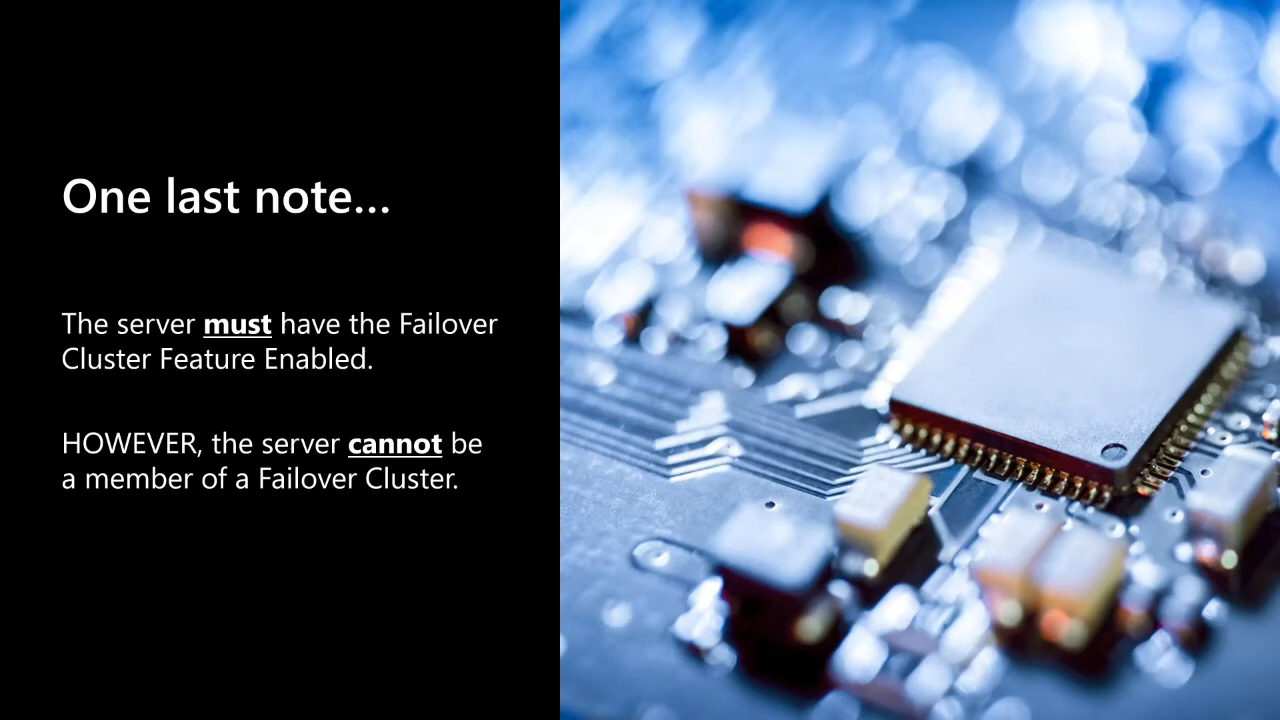 One last note...
The server must have the Failover
Cluster Feature Enabled.
HOWEVER, the server cannot be
a member of a Failover Cluster.